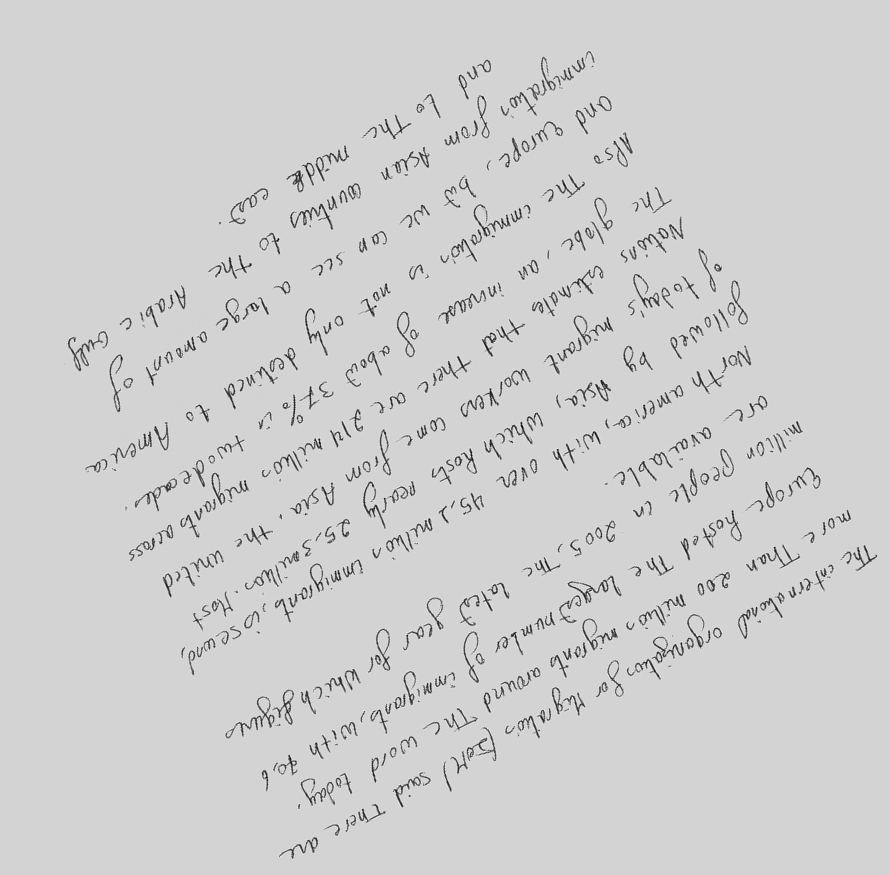 The international organization for Migration (IOM) said there are
more Than 200 million migrants around The word today.
Europe hosted The largest number of immigrants, with 70,6
million people in 2005, The latest year for which figures
are available.
North america, with over 45,1 million immigrants, is second,
followed by Asia, which hosts nearly 25,3 million. Most
of today's migrant workers come from Asia. the united
Nations estimate that there are 214 million migrants across
The globe, an increase of about 37% in two decades.
Also The immigration is not only destined to America
and Europe, but we can see a large amount of
immigration from Asian countries to the Arabic Gulf
and to The middle east.